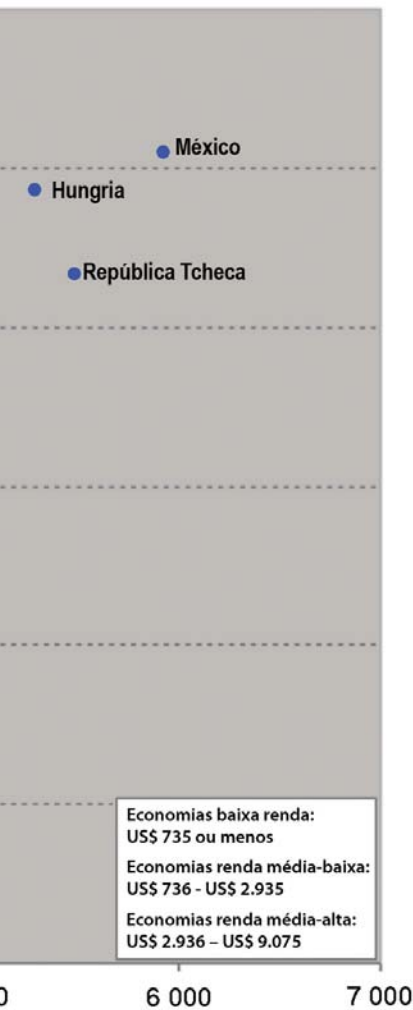 México
Hungria
República Tcheca
Economias baixa renda:
US$ 735 ou menos
Economias renda média-baixa:
US$ 736 - US$ 2.935
Economias renda média-alta:
US$ 2.936 – US$ 9.075
0
6 000
7 000